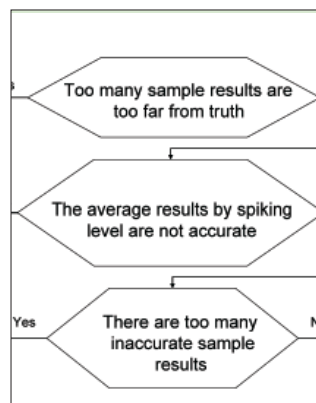 Too many sample results are
too far from truth
The average results by spiking
level are not accurate
Yes
There are too many
inaccurate sample
results